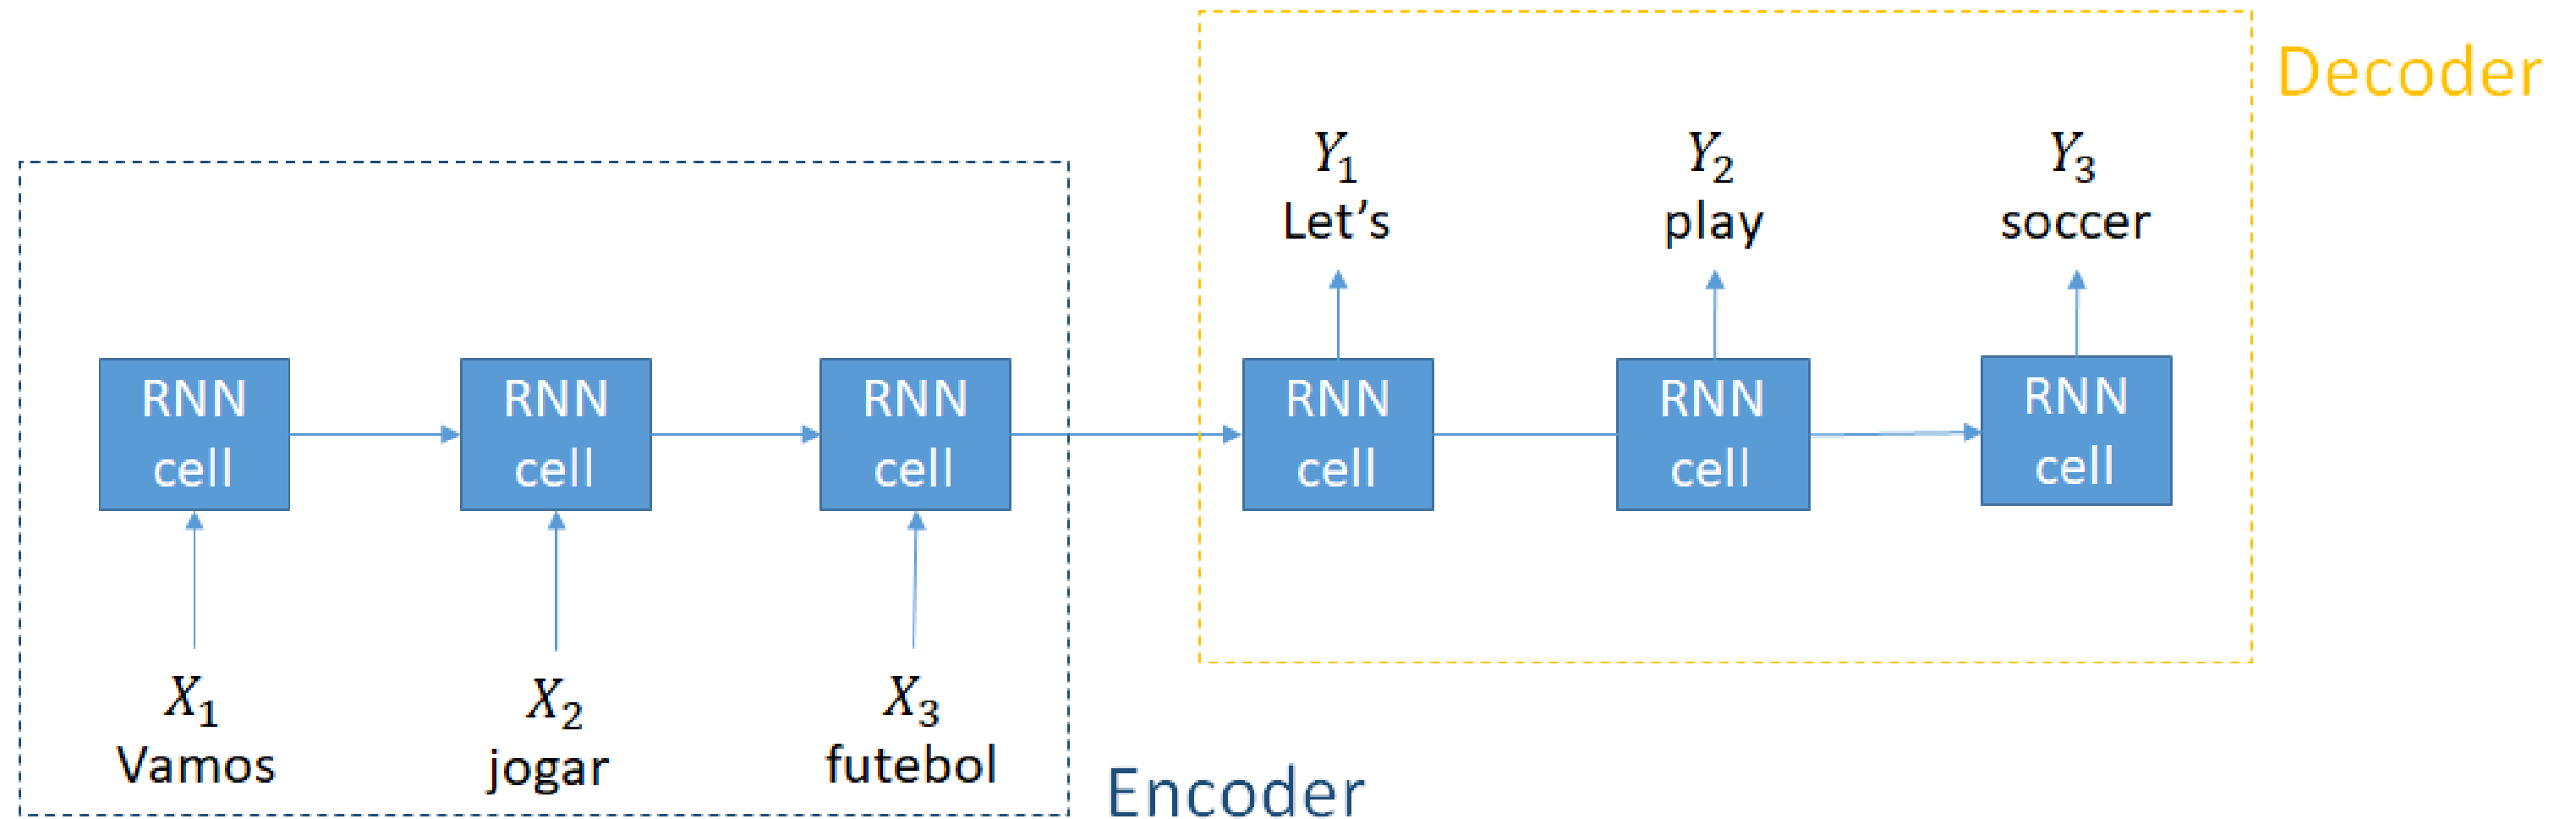 Decoder
Y₁
Let's
Y₂
play
Y₃
soccer
RNN
cell
RNN
cell
RNN
cell
RNN
cell
RNN
cell
RNN
cell
X₁
Vamos
X₂
jogar
X₃
futebol
Encoder